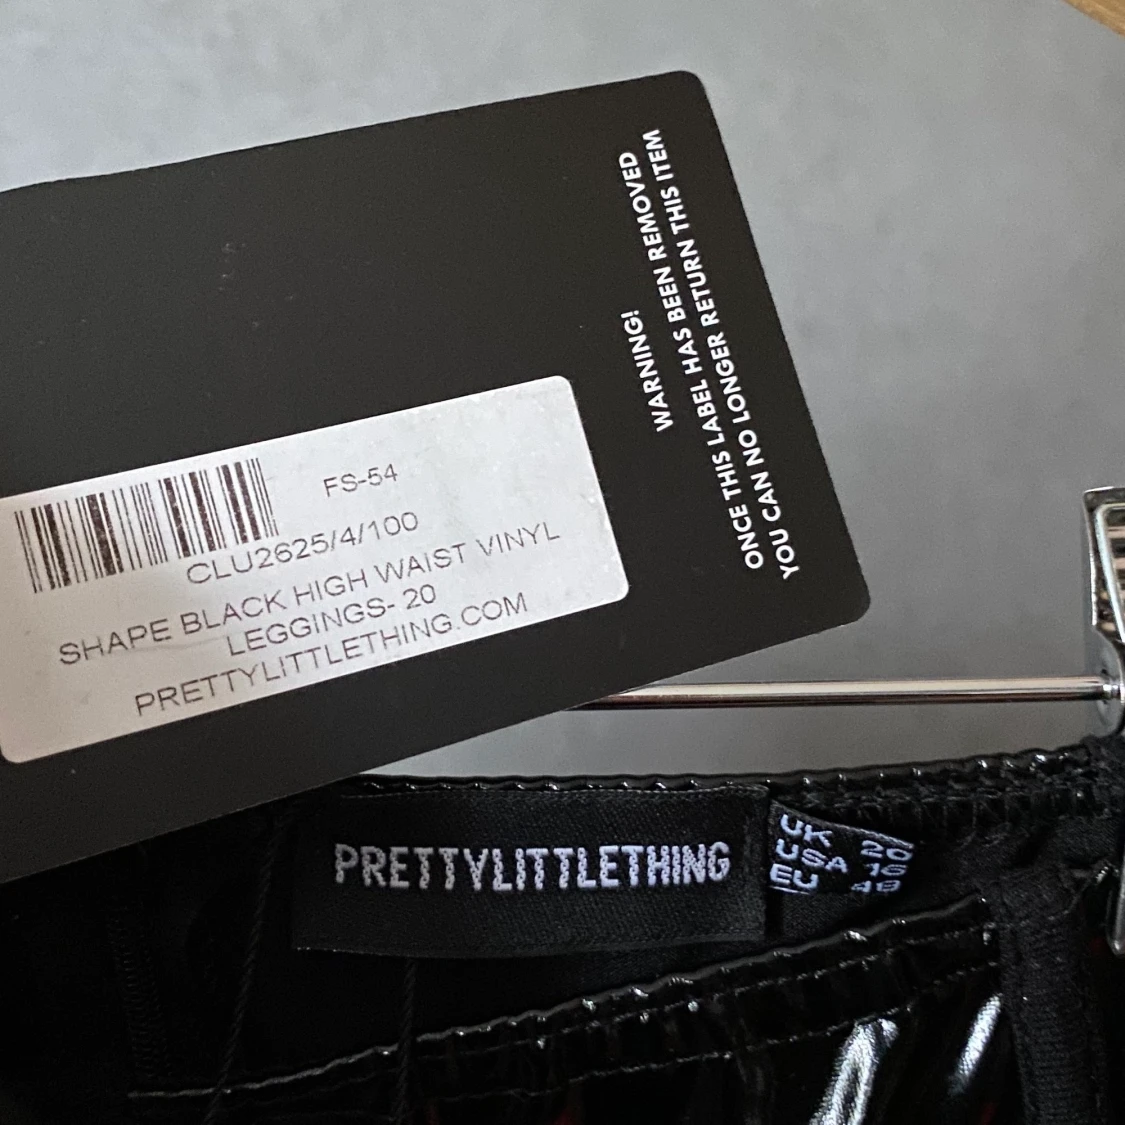 WARNING!
ONCE THIS LABEL HAS BEEN REMOVED
YOU CAN NO LONGER RETURN THIS ITEM
FS-54
CLU2625/4/100
SHAPE BLACK HIGH WAIST VINYL
LEGGINGS- 20
PRETTYLITTLETHING.COM
PRETTYLITTLETHING
UK 20
USA 16
EU 48